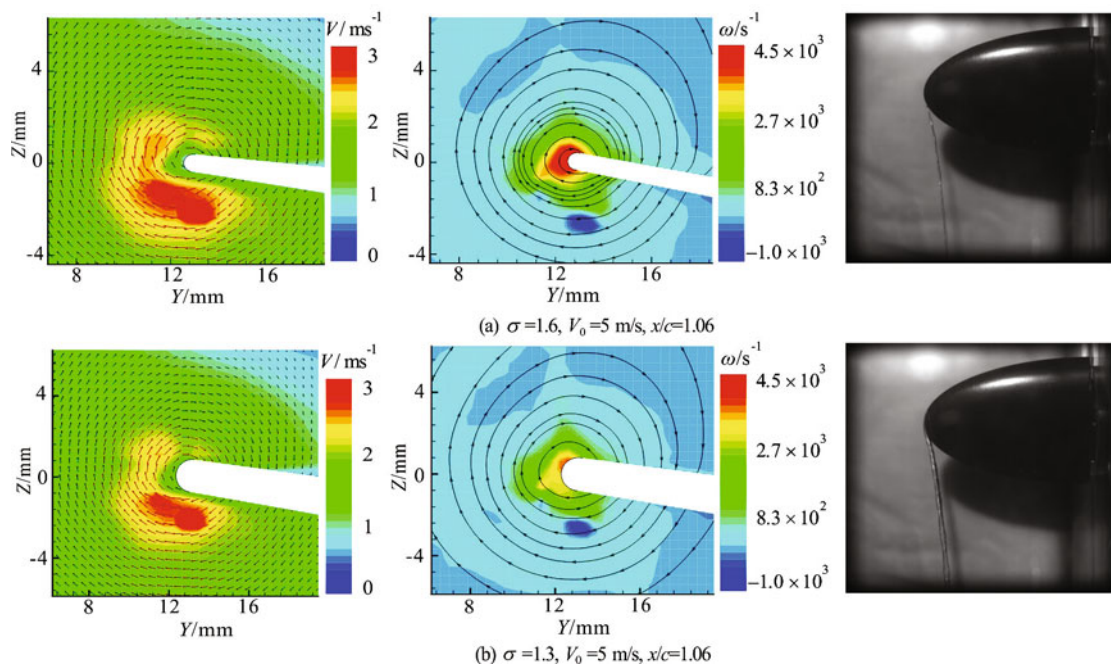 V/ ms⁻¹
3
2
1
0
4
0
-4
8
12
16
Z/mm
Y/mm
ω/s⁻¹
4.5 × 10³
2.7 × 10³
8.3 × 10²
−1.0 × 10³
4
0
-4
8
12
16
Z/mm
Y/mm
(a) σ =1.6, V₀ =5 m/s, x/c=1.06
V/ ms⁻¹
3
2
1
0
4
0
-4
8
12
16
Z/mm
Y/mm
ω/s⁻¹
4.5 × 10³
2.7 × 10³
8.3 × 10²
−1.0 × 10³
4
0
-4
8
12
16
Z/mm
Y/mm
(b) σ =1.3, V₀ =5 m/s, x/c=1.06